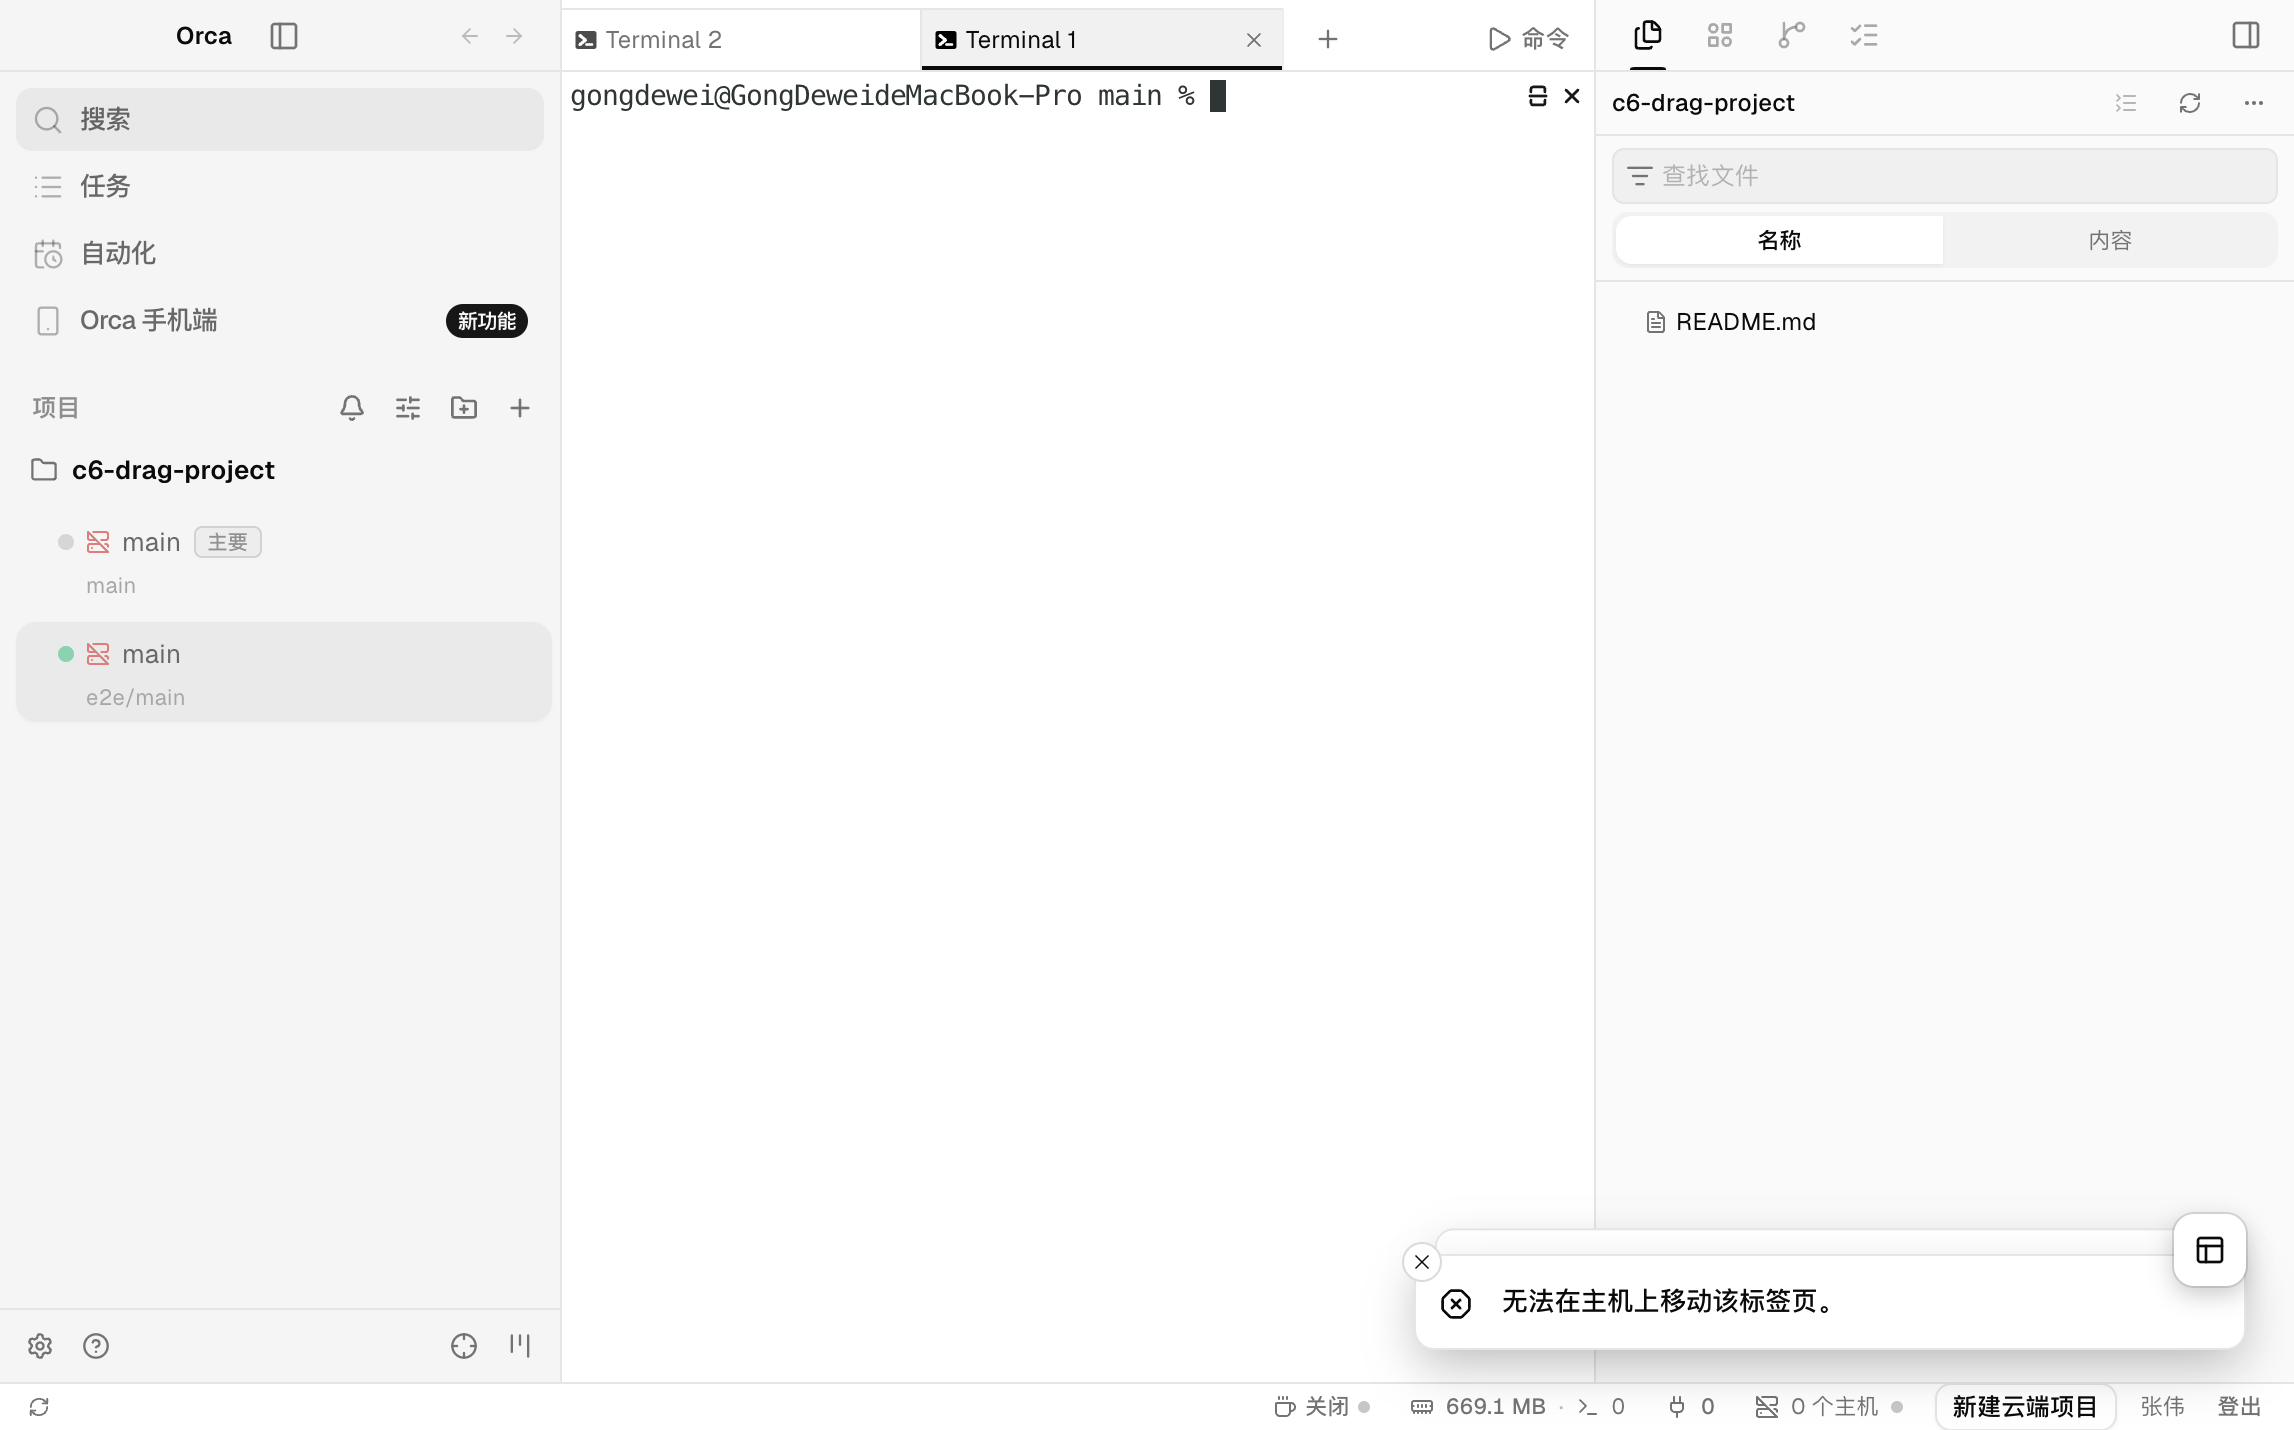 Orca
搜索
任务
自动化
Orca 手机端
新功能
项目
c6-drag-project
main 主要
main
main
e2e/main
Terminal 2
Terminal 1
命令
gongdewei@GongDeweideMacBook-Pro main %
c6-drag-project
查找文件
名称
内容
README.md
无法在主机上移动该标签页。
关闭
669.1 MB · 0
0
0 个主机
新建云端项目
张伟
登出